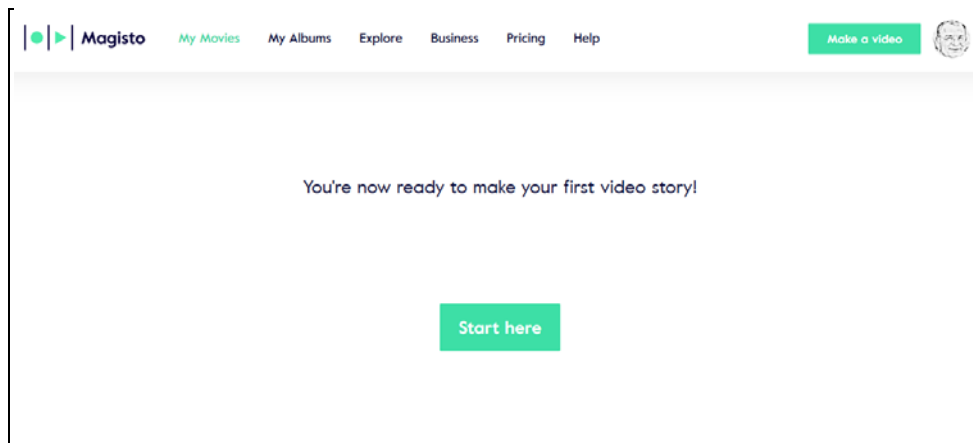 Magisto My Movies My Albums Explore Business Pricing Help Make a video
You're now ready to make your first video story!
Start here